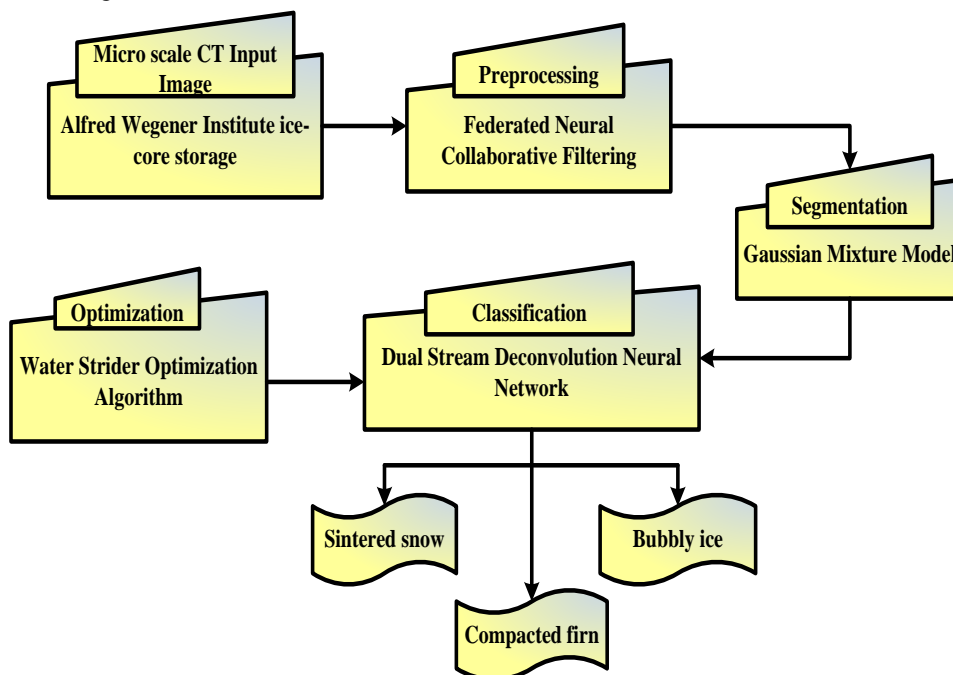 Micro scale CT Input
Image
Alfred Wegener Institute ice-
core storage
Preprocessing
Federated Neural
Collaborative Filtering
Segmentation
Gaussian Mixture Model
Optimization
Water Strider Optimization
Algorithm
Classification
Dual Stream Deconvolution Neural
Network
Sintered snow
Bubbly ice
Compacted firn